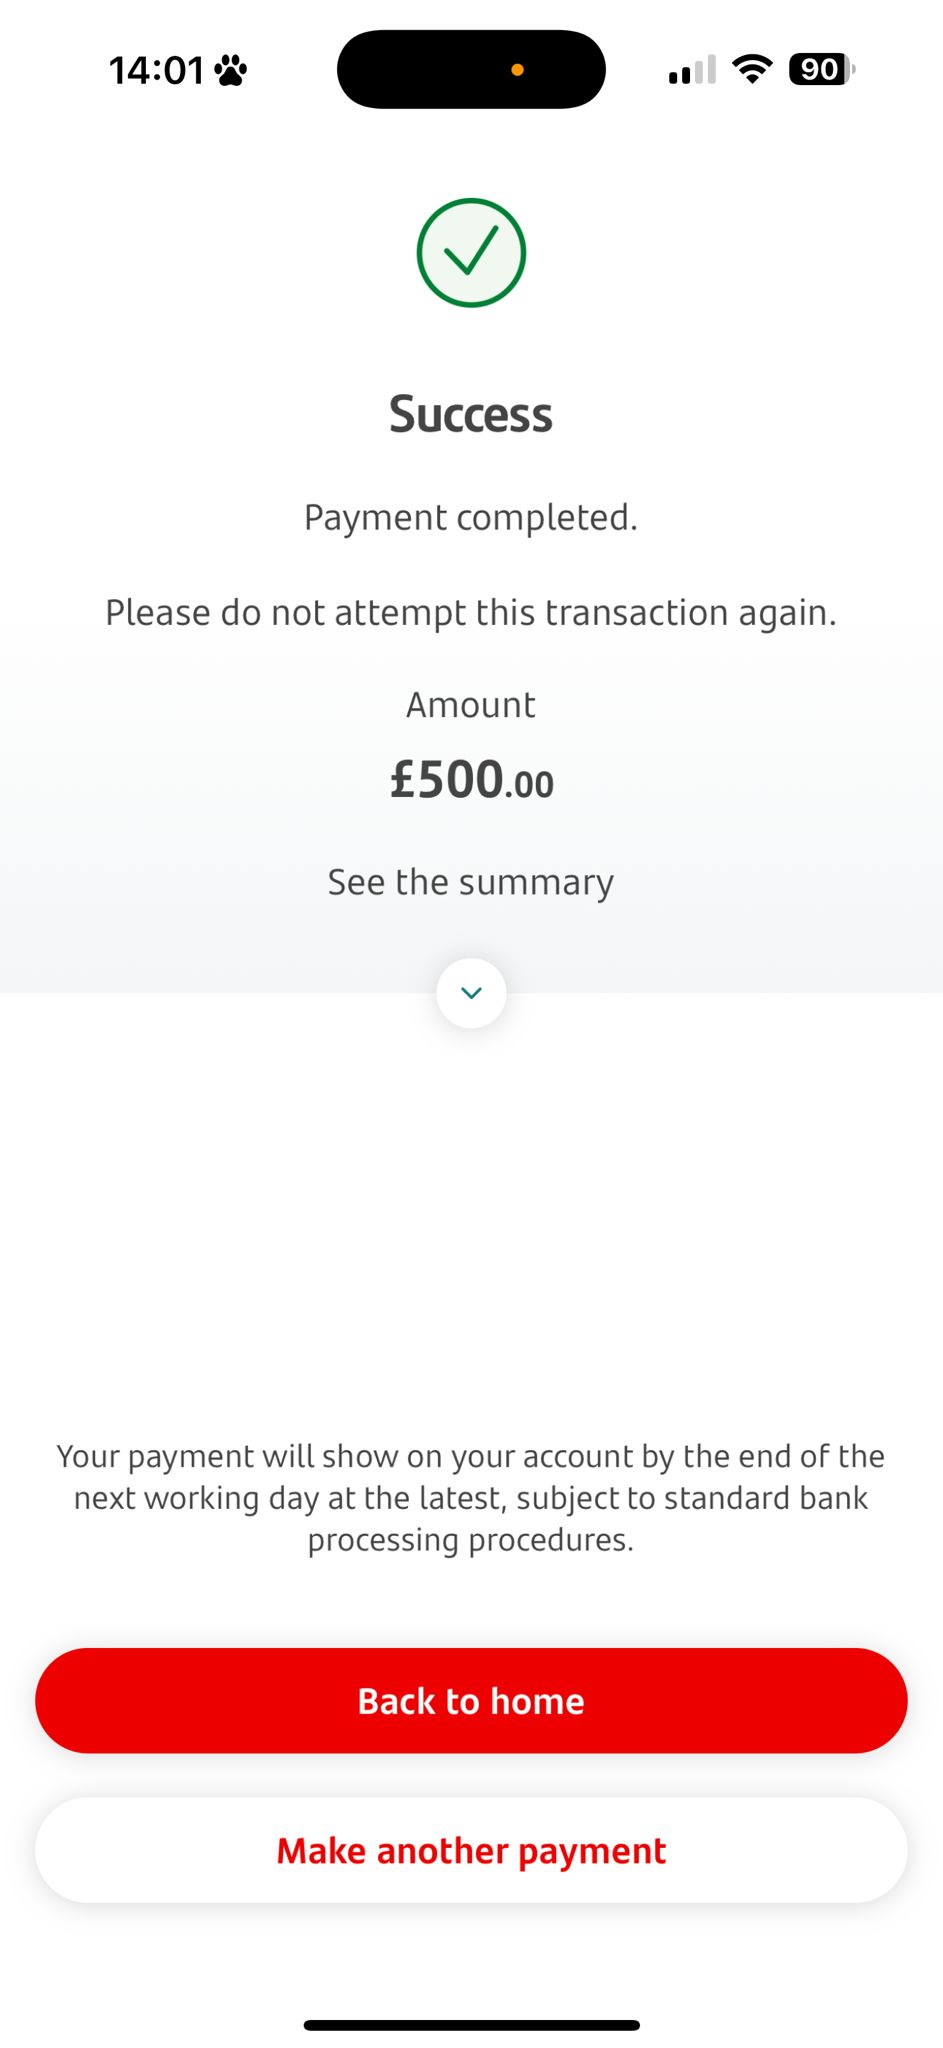 14:01
90
Success
Payment completed.
Please do not attempt this transaction again.
Amount
£500.00
See the summary
Your payment will show on your account by the end of the
next working day at the latest, subject to standard bank
processing procedures.
Back to home
Make another payment